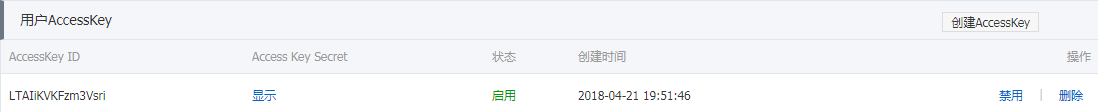 用户AccessKey 创建AccessKey
AccessKey ID Access Key Secret 状态 创建时间 操作
LTAIiKVKFzm3Vsri 显示 启用 2018-04-21 19:51:46 禁用 | 删除